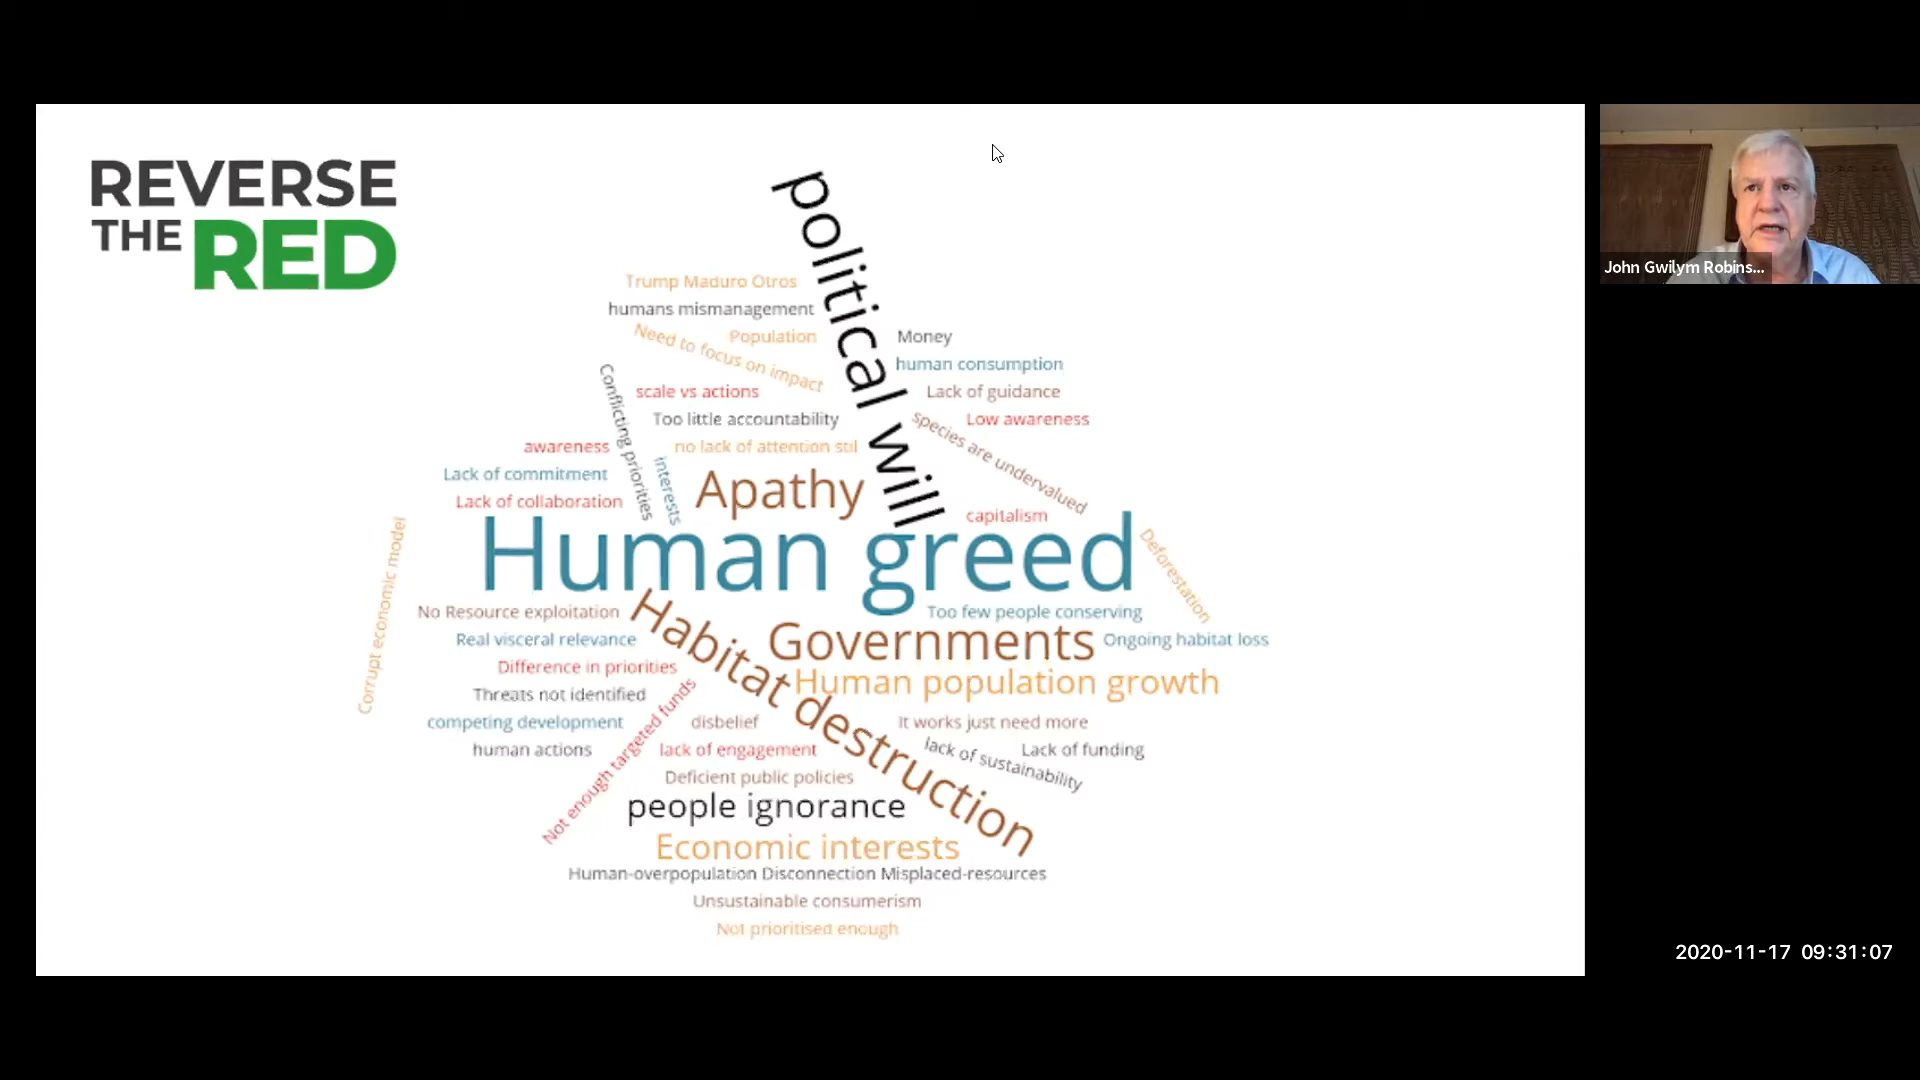 REVERSE
THE RED
political will
Trump Maduro Otros
humans mismanagement
Need to focus on impact
Population
Money
human consumption
Conflicting priorities
scale vs actions
Lack of guidance
Too little accountability
species are undervalued
Low awareness
awareness
no lack of attention stil
Lack of commitment
interests
Apathy
Lack of collaboration
capitalism
Corrupt economic model
Human greed
Deforestation
No Resource exploitation
Habitat destruction
Too few people conserving
Real visceral relevance
Governments
Ongoing habitat loss
Difference in priorities
Human population growth
Threats not identified
Not enough targeted funds
competing development
disbelief
It works just need more
human actions
lack of engagement
lack of sustainability
Lack of funding
Deficient public policies
people ignorance
Economic interests
Human-overpopulation Disconnection Misplaced-resources
Unsustainable consumerism
Not prioritised enough
John Gwilym Robins...
2020-11-17 09:31:07